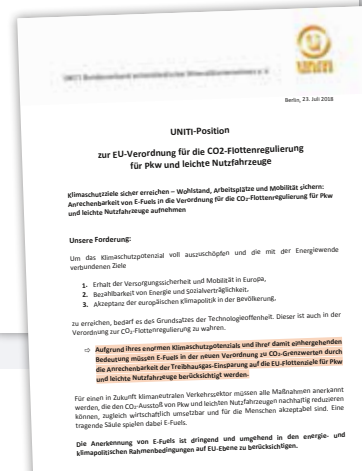 uniti
UNITI Bundesverband mittelständischer Mineralölunternehmen e. V.
Berlin, 23. Juli 2018
UNITI-Position
zur EU-Verordnung für die CO2-Flottenregulierung
für Pkw und leichte Nutzfahrzeuge
Klimaschutzziele sicher erreichen – Wohlstand, Arbeitsplätze und Mobilität sichern:
Anrechenbarkeit von E-Fuels in die Verordnung für die CO₂-Flottenregulierung für Pkw
und leichte Nutzfahrzeuge aufnehmen
Unsere Forderung:
Um das Klimaschutzpotenzial voll auszuschöpfen und die mit der Energiewende
verbundenen Ziele
1. Erhalt der Versorgungssicherheit und Mobilität in Europa,
2. Bezahlbarkeit von Energie und Sozialverträglichkeit,
3. Akzeptanz der europäischen Klimapolitik in der Bevölkerung,
zu erreichen, bedarf es des Grundsatzes der Technologieoffenheit. Dieser ist auch in der
Verordnung zur CO₂-Flottenregulierung zu wahren.
⇨ Aufgrund ihres enormen Klimaschutzpotenzials und ihrer damit einhergehenden
Bedeutung müssen E-Fuels in der neuen Verordnung zu CO₂-Grenzwerten durch
die Anrechenbarkeit der Treibhausgas-Einsparung auf die EU-Flottenziele für Pkw
und leichte Nutzfahrzeuge berücksichtigt werden.
Für einen in Zukunft klimaneutralen Verkehrssektor müssen alle Maßnahmen anerkannt
werden, die den CO₂-Ausstoß von Pkw und leichten Nutzfahrzeugen nachhaltig reduzieren
können, zugleich wirtschaftlich umsetzbar und für die Menschen akzeptabel sind. Eine
tragende Säule spielen dabei E-Fuels.
Die Anerkennung von E-Fuels ist dringend und umgehend in den energie- und
klimapolitischen Rahmenbedingungen auf EU-Ebene zu berücksichtigen.